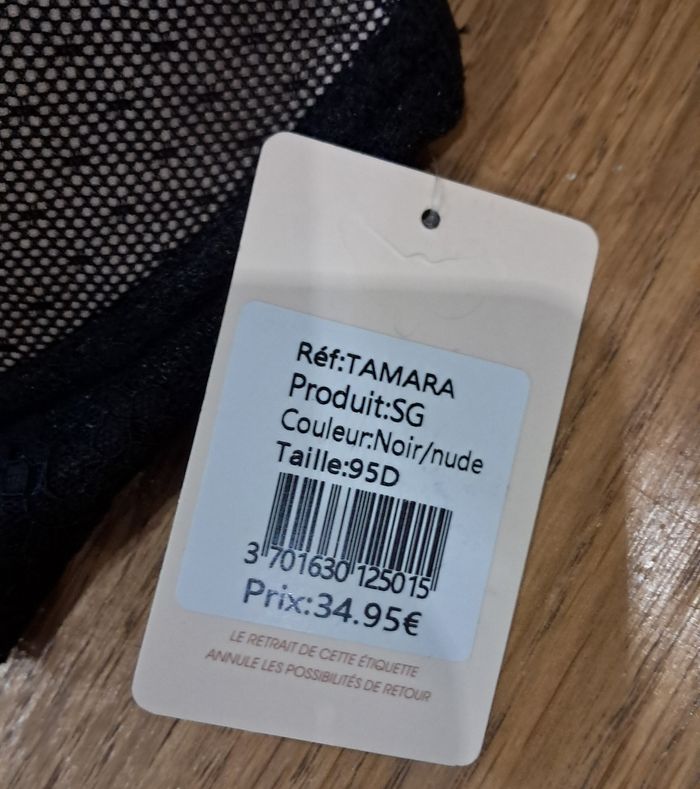 Réf:TAMARA
Produit:SG
Couleur:Noir/nude
Taille:95D
3 701630 125015
Prix:34.95€
LE RETRAIT DE CETTE ÉTIQUETTE
ANNULE LES POSSIBILITÉS DE RETOUR